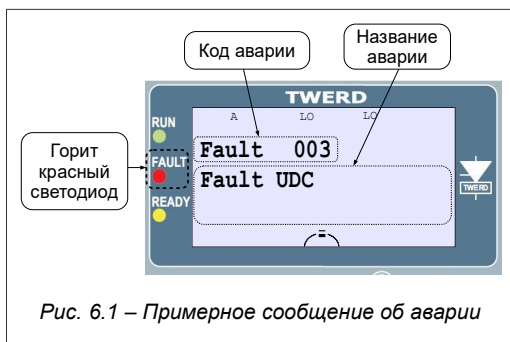 Код аварии
Название
аварии
TWERD
A LO LO
RUN
Fault 003
Горит
красный
светодиод
FAULT
Fault UDC
READY
TWERD
Рис. 6.1 – Примерное сообщение об аварии